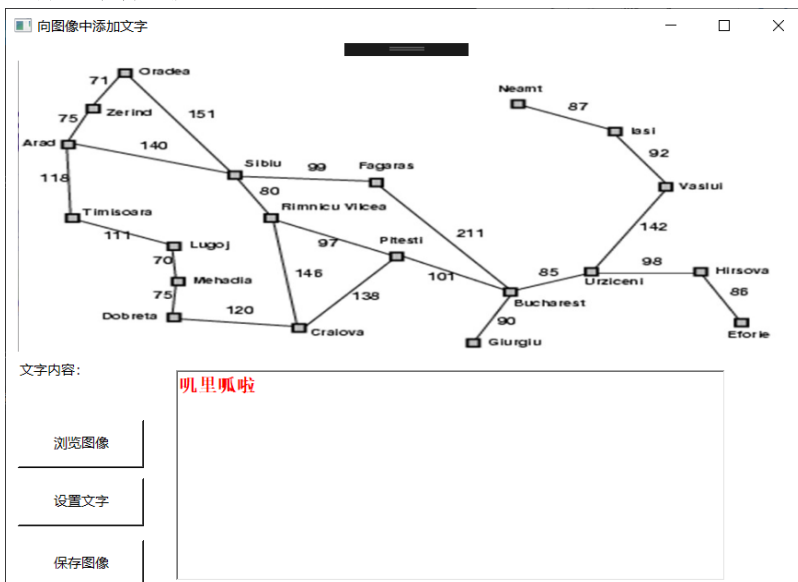 向图像中添加文字
Oradea
71
Neamt
87
Zerind
151
75
Iasi
Arad
140
92
Sibiu
99
Fagaras
118
80
Vaslui
Timisoara
Rimnicu Vilcea
111
Lugoj
97
Pitesti
211
142
70
98
Hirsova
Mehadia
146
101
85
Urziceni
75
138
86
Bucharest
Dobreta
120
90
Craiova
Giurgiu
Eforie
文字内容:
叽里呱啦
浏览图像
设置文字
保存图像